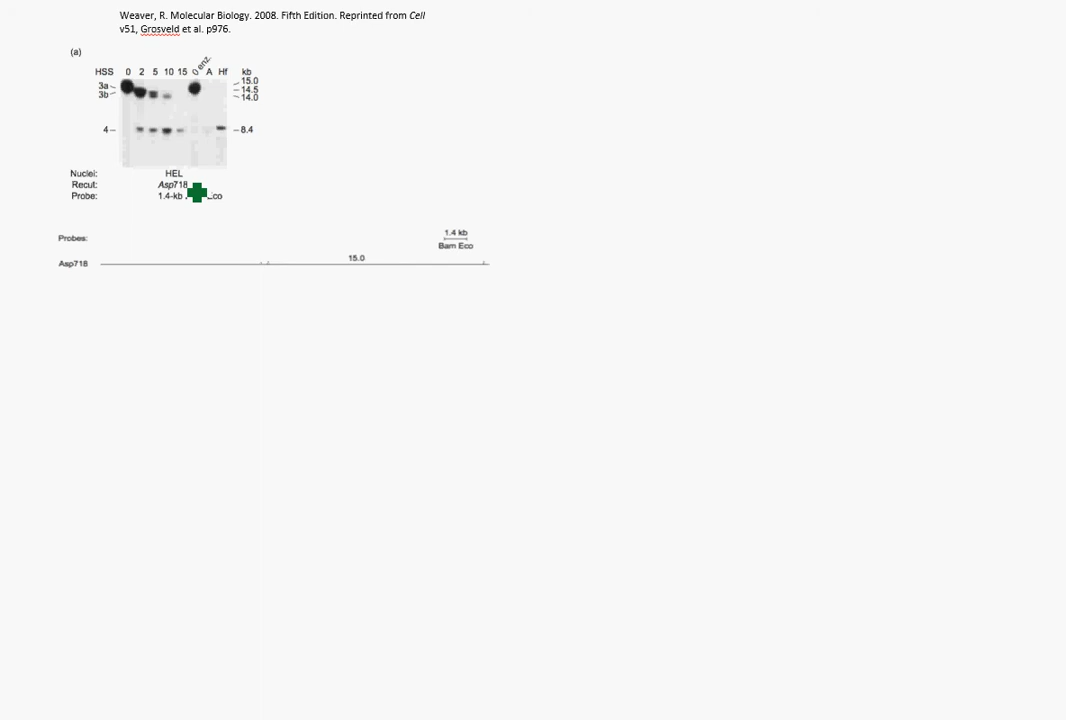 Weaver, R. Molecular Biology. 2008. Fifth Edition. Reprinted from Cell
v51, Grosveld et al. p976.
(a)
HSS 0 2 5 10 15 0 enz. A Hf kb
3a 15.0
3b 14.5
14.0
4 8.4
Nuclei: HEL
Recut: Asp718
Probe: 1.4-kb
Probes: 1.4 kb
Bam Eco
15.0
Asp718